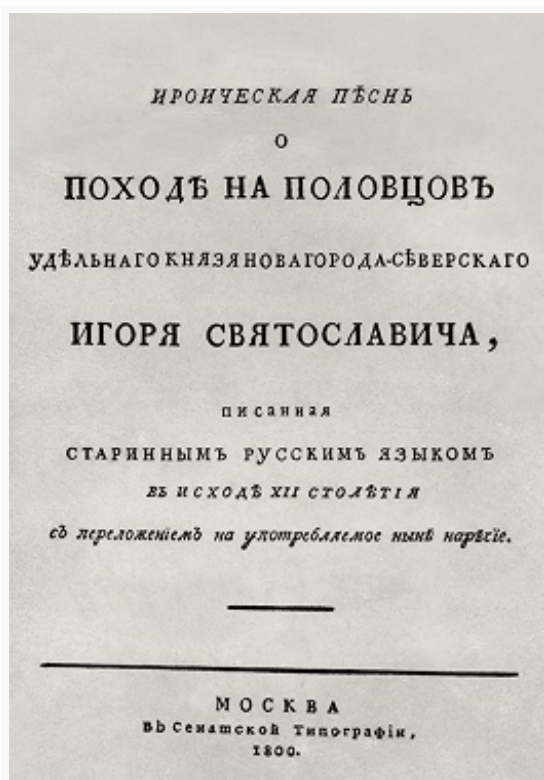 ИРОИЧЕСКАЯ ПѢСНЬ
О
ПОХОДѢ НА ПОЛОВЦОВЪ
УДѢЛЬНАГО КНЯЗЯ НОВАГОРОДА-СѢВЕРСКАГО
ИГОРЯ СВЯТОСЛАВИЧА,
писанная
СТАРИННЫМЪ РУССКИМЪ ЯЗЫКОМЪ
ВЪ ИСХОДѢ XII СТОЛѢТІЯ
съ переложеніемъ на употребляемое нынѣ нарѣчіе.
МОСКВА
Въ Сенатской Типографіи,
1800.